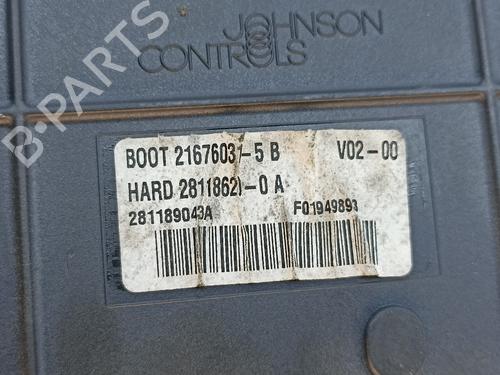 JOHNSON
CONTROLS
B-PARTS
BOOT 21676031-5 B V02-00
HARD 28118621-0 A
281189043A F01949893